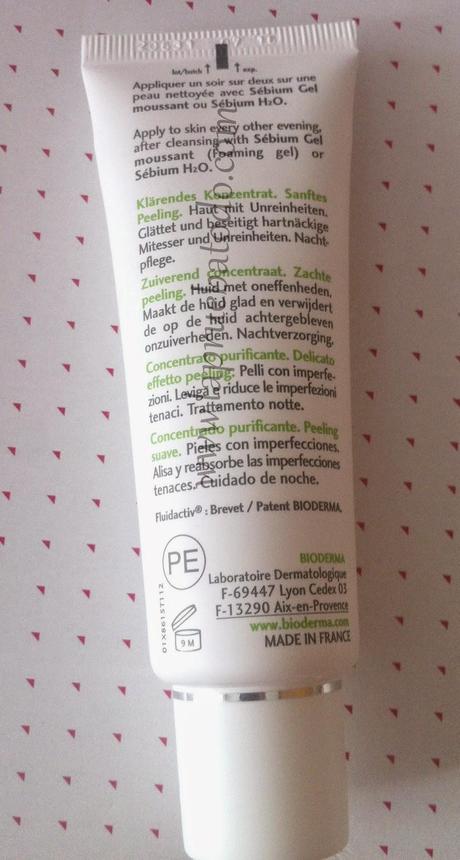 lot/batch ↑ ↑ exp.
Appliquer un soir sur deux sur une
peau nettoyée avec Sébium Gel
moussant ou Sébium H₂O.
Apply to skin every other evening,
after cleansing with Sébium Gel
moussant (Foaming gel) or
Sébium H₂O.
Klärendes Konzentrat. Sanftes
Peeling. Haut mit Unreinheiten.
Glättet und beseitigt hartnäckige
Mitesser und Unreinheiten. Nacht-
pflege.
Zuiverend concentraat. Zachte
peeling. Huid met oneffenheden.
Maakt de huid glad en verwijdert
de op de huid achtergebleven
onzuiverheden. Nachtverzorging.
Concentrato purificante. Delicato
effetto peeling. Pelli con imperfe-
zioni. Leviga e riduce le imperfezioni
tenaci. Trattamento notte.
Concentrado purificante. Peeling
suave. Pieles con imperfecciones.
Alisa y reabsorbe las imperfecciones
tenaces. Cuidado de noche.
Fluidactiv® : Brevet / Patent BIODERMA.
PE
BIODERMA
Laboratoire Dermatologique
F-69447 Lyon Cedex 03
F-13290 Aix-en-Provence
www.bioderma.com
MADE IN FRANCE
9 M